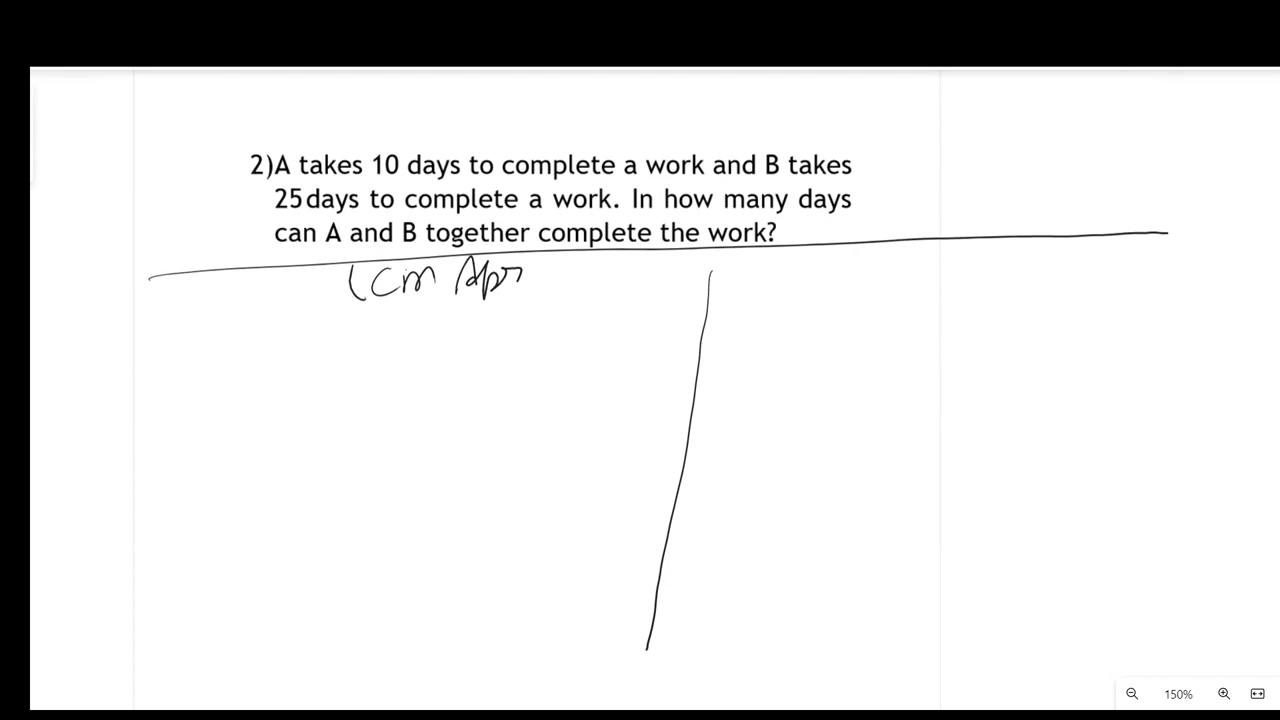 2)A takes 10 days to complete a work and B takes
25days to complete a work. In how many days
can A and B together complete the work?
LCM
150%